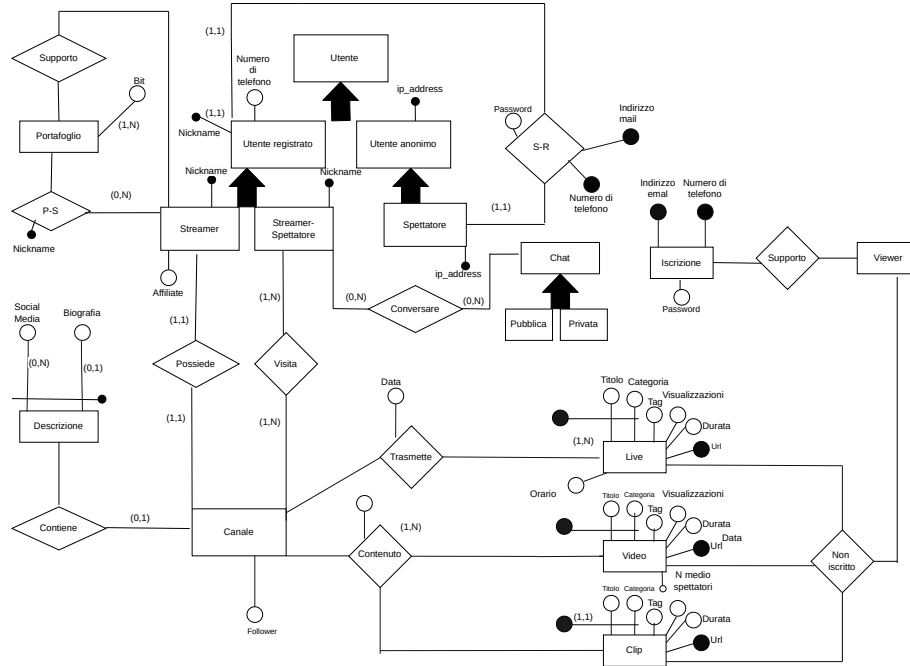 (1,1)
Supporto
Numero
di
telefono
Utente
Bit
ip_address
Indirizzo
mail
(1,1)
Password
Portafoglio
(1,N)
Nickname
Utente registrato
Utente anonimo
S-R
Nickname
Nickname
Indirizzo
emal
Numero di
telefono
(0,N)
Numero di
telefono
P-S
(1,1)
Streamer
Streamer-
Spettatore
Spettatore
Nickname
Chat
Iscrizione
Supporto
Viewer
ip_address
Affiliate
(1,N)
(0,N)
(0,N)
Conversare
Password
Social
Media
Biografia
(1,1)
Pubblica
Privata
(0,N)
(0,1)
Possiede
Visita
Data
Titolo
Categoria
Visualizzazioni
Tag
(1,1)
(1,N)
Durata
Descrizione
(1,N)
Url
Trasmette
Live
Orario
Titolo
Categoria
Visualizzazioni
Tag
Contiene
(0,1)
Canale
(1,N)
Durata
Data
Url
Contenuto
Video
Non
iscritto
N medio
spettatori
Titolo
Categoria
Tag
(1,1)
Durata
Follower
Url
Clip